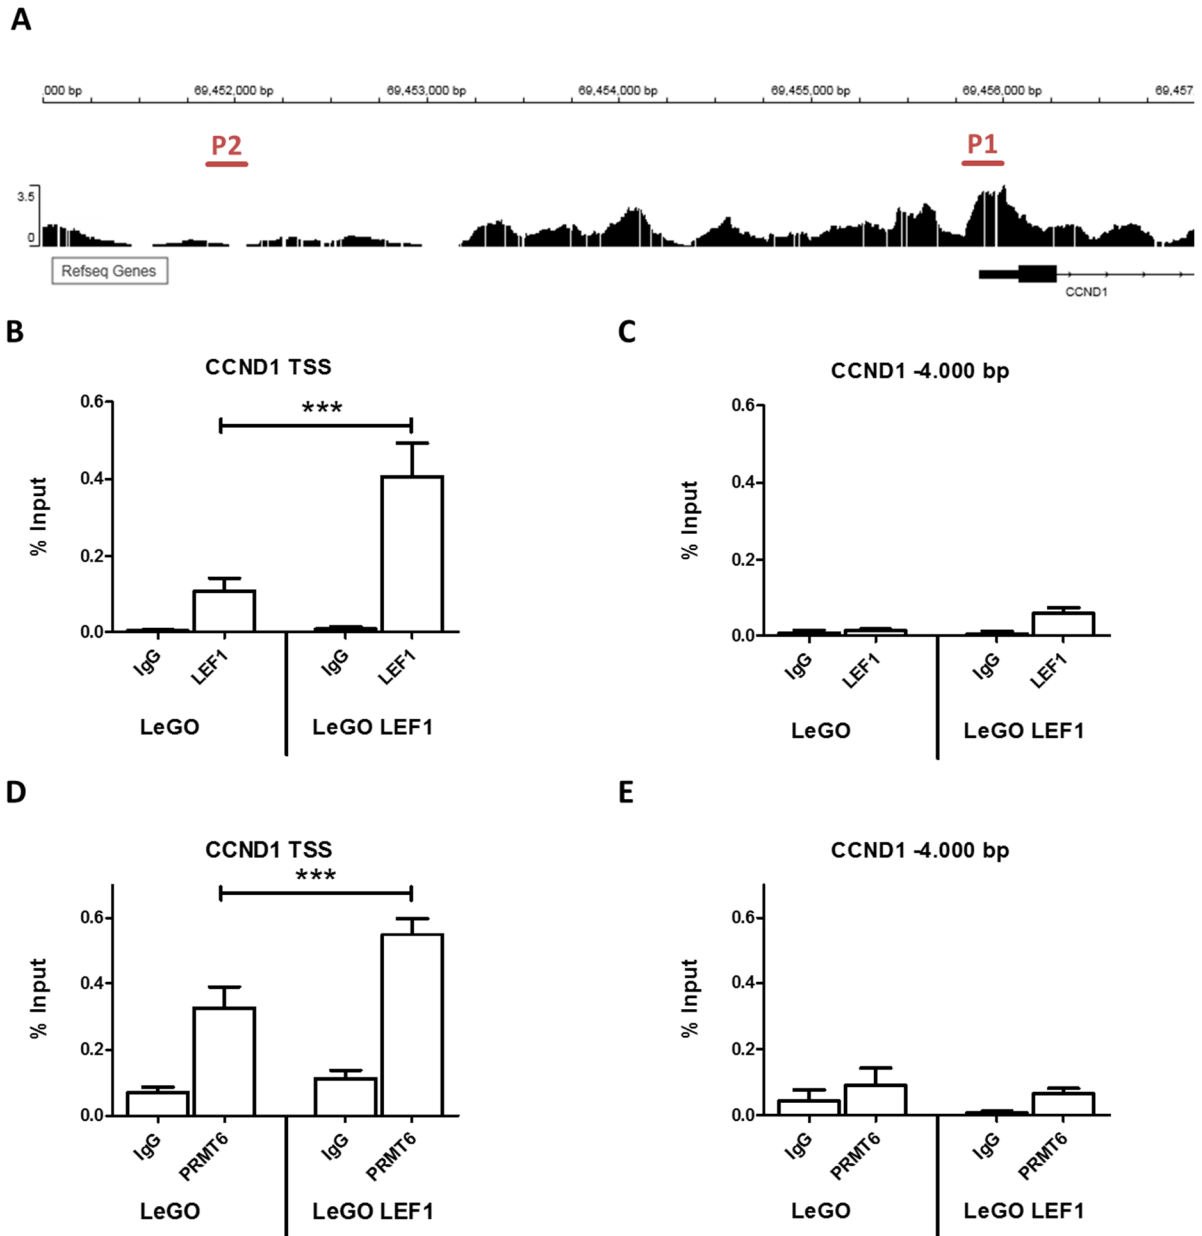 A
,000 bp 69,452,000 bp 69,453,000 bp 69,454,000 bp 69,455,000 bp 69,456,000 bp 69,457
P2 P1
3.5
0
Refseq Genes
CCND1
B
CCND1 TSS
***
0.6
0.4
0.2
0.0
% Input
IgG LEF1 IgG LEF1
LeGO LeGO LEF1
C
CCND1 -4.000 bp
0.6
0.4
0.2
0.0
% Input
IgG LEF1 IgG LEF1
LeGO LeGO LEF1
D
CCND1 TSS
***
0.6
0.4
0.2
0.0
% Input
IgG PRMT6 IgG PRMT6
LeGO LeGO LEF1
E
CCND1 -4.000 bp
0.6
0.4
0.2
0.0
% Input
IgG PRMT6 IgG PRMT6
LeGO LeGO LEF1